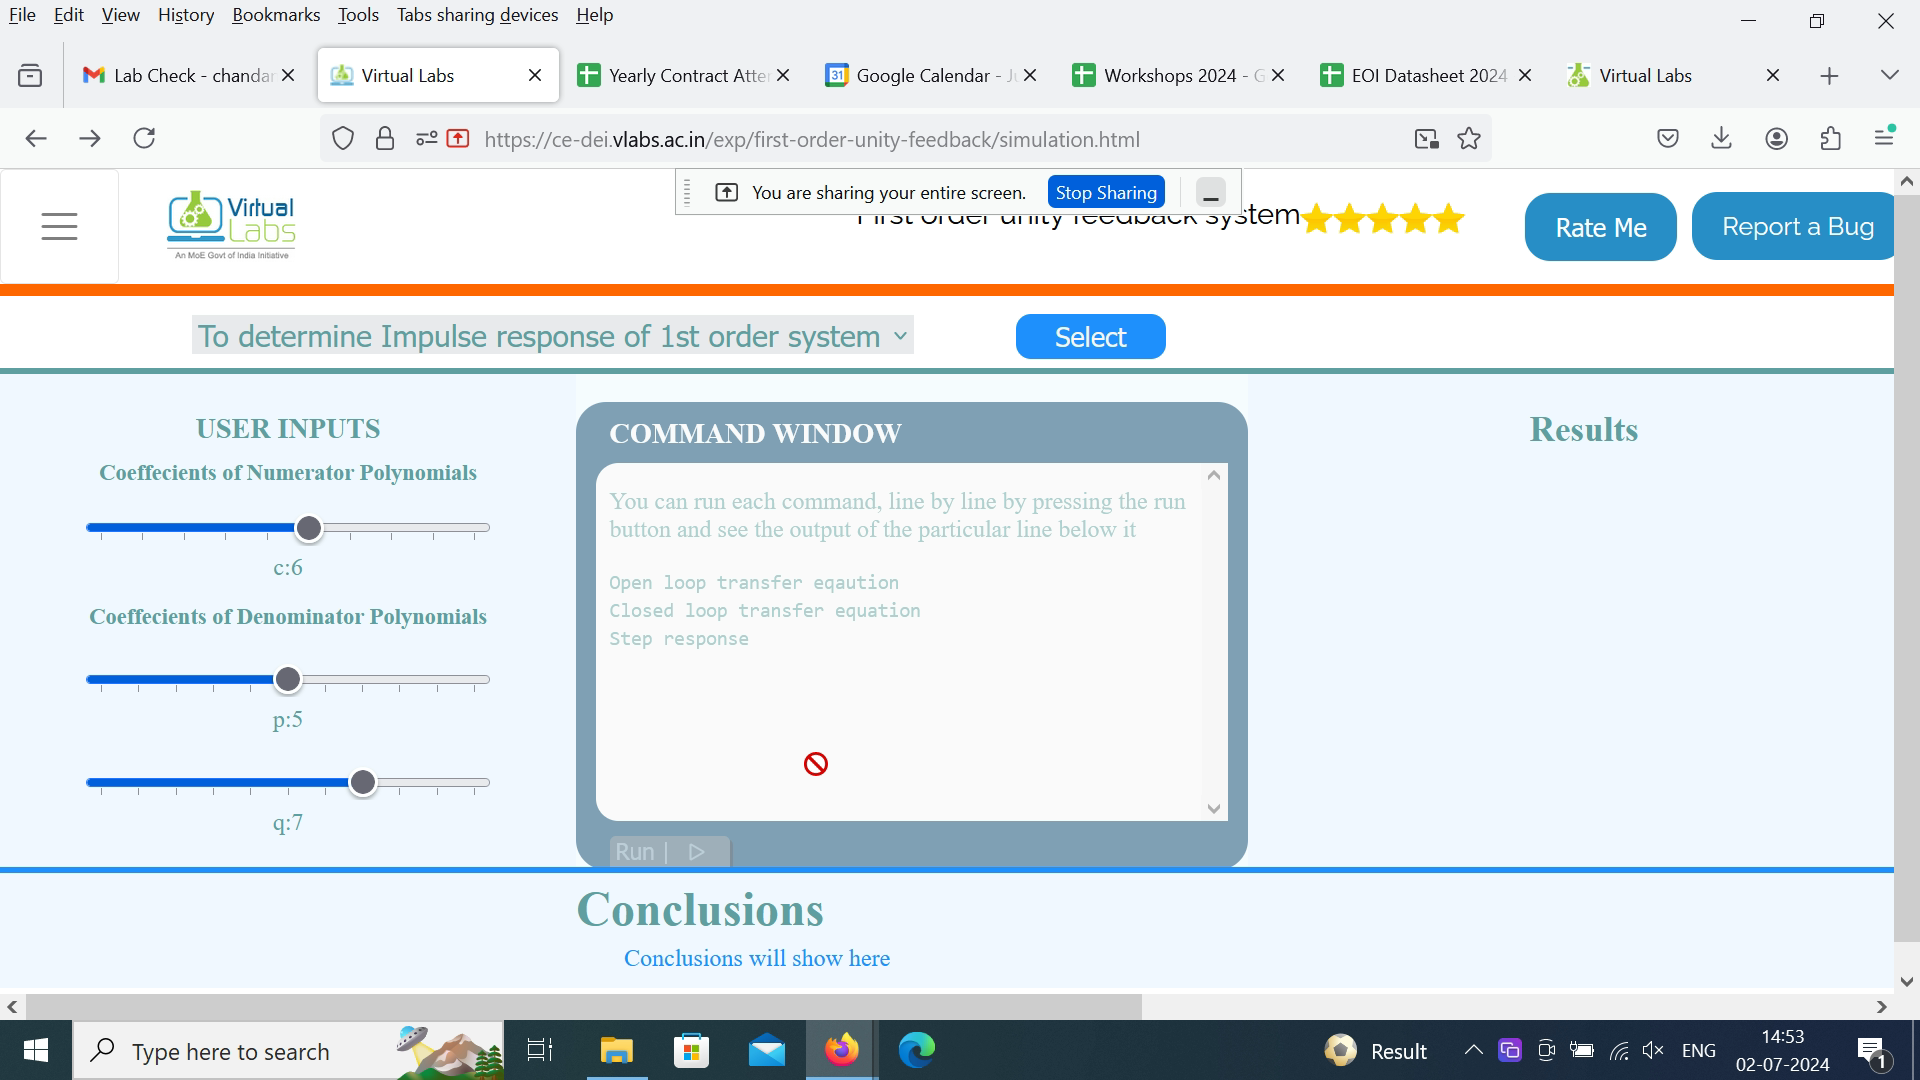 File Edit View History Bookmarks Tools Tabs sharing devices Help
Lab Check - chandan
Virtual Labs
Yearly Contract Atte
Google Calendar - Ju
Workshops 2024 - G
EOI Datasheet 2024
Virtual Labs
https://ce-dei.vlabs.ac.in/exp/first-order-unity-feedback/simulation.html
You are sharing your entire screen. Stop Sharing
Virtual Labs
An MoE Govt of India Initiative
First order unity feedback system
Rate Me
Report a Bug
To determine Impulse response of 1st order system
Select
USER INPUTS
Coeffecients of Numerator Polynomials
c:6
Coeffecients of Denominator Polynomials
p:5
q:7
COMMAND WINDOW
You can run each command, line by line by pressing the run
button and see the output of the particular line below it
Open loop transfer eqaution
Closed loop transfer equation
Step response
Run |
Results
Conclusions
Conclusions will show here
Type here to search
Result
ENG
14:53
02-07-2024
1